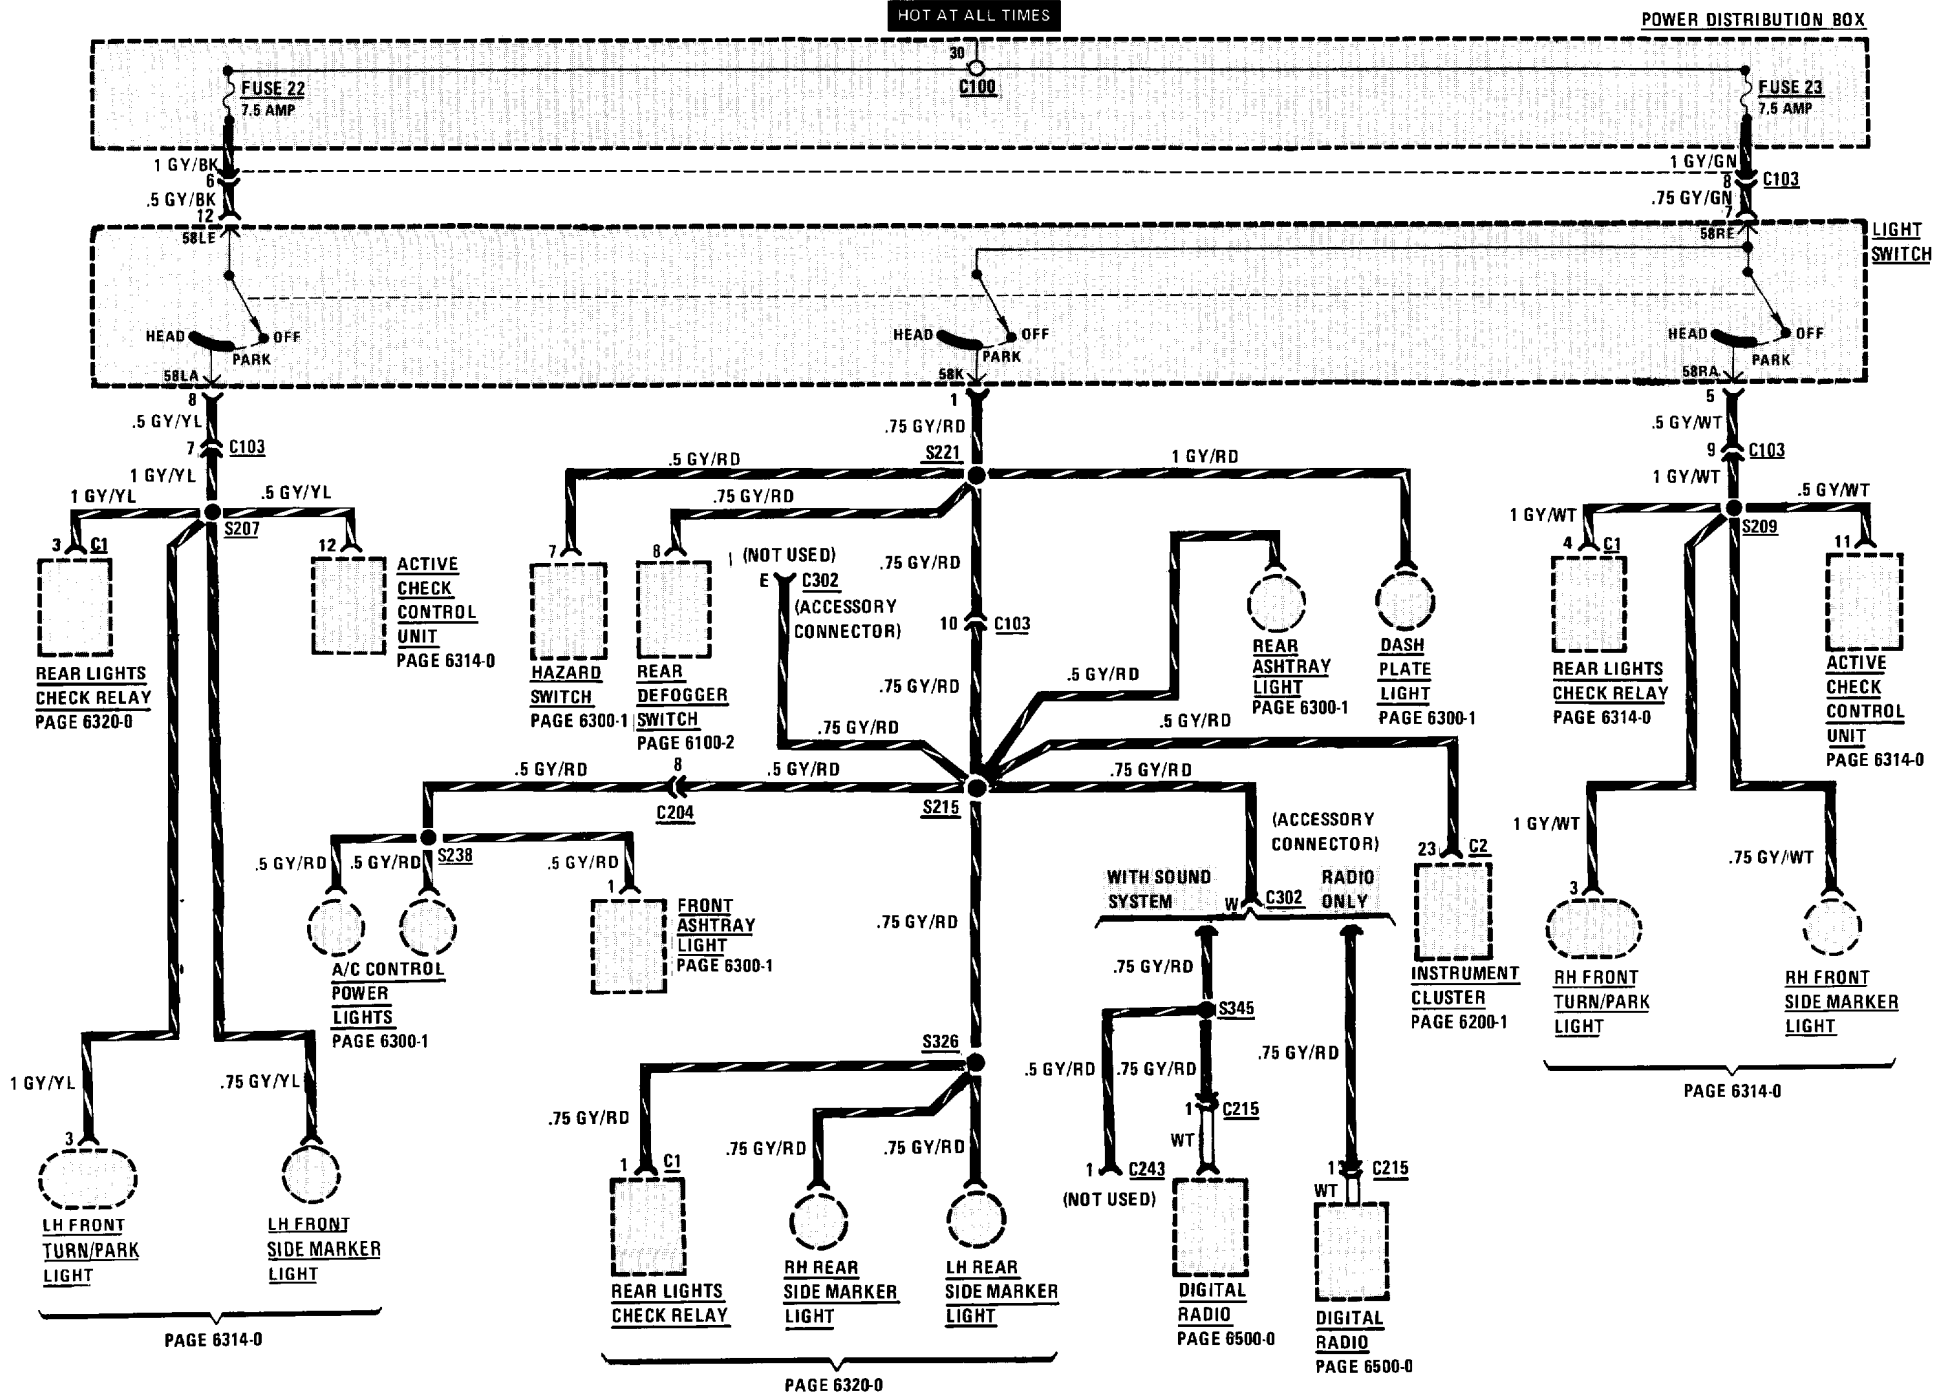 HOT AT ALL TIMES
POWER DISTRIBUTION BOX
30
C100
FUSE 22
7.5 AMP
FUSE 23
7.5 AMP
1 GY/BK
6
.5 GY/BK
12
1 GY/GN
8
C103
.75 GY/GN
7
58LE
58RE
LIGHT
SWITCH
HEAD
OFF
PARK
58LA
HEAD
OFF
PARK
58K
HEAD
OFF
PARK
58RA
8
.5 GY/YL
7
C103
1 GY/YL
1 GY/YL
.5 GY/YL
S207
3
C1
REAR LIGHTS
CHECK RELAY
PAGE 6320-0
12
ACTIVE
CHECK
CONTROL
UNIT
PAGE 6314-0
1
.75 GY/RD
S221
.5 GY/RD
1 GY/RD
.75 GY/RD
7
HAZARD
SWITCH
PAGE 6300-1
8
REAR
DEFOGGER
SWITCH
PAGE 6100-2
(NOT USED)
E
C302
(ACCESSORY
CONNECTOR)
.75 GY/RD
10
C103
.75 GY/RD
.75 GY/RD
.5 GY/RD
REAR
ASHTRAY
LIGHT
PAGE 6300-1
DASH
PLATE
LIGHT
PAGE 6300-1
.5 GY/RD
5
.5 GY/WT
9
C103
1 GY/WT
1 GY/WT
.5 GY/WT
S209
4
C1
REAR LIGHTS
CHECK RELAY
PAGE 6314-0
11
ACTIVE
CHECK
CONTROL
UNIT
PAGE 6314-0
.5 GY/RD
8
C204
.5 GY/RD
S215
.75 GY/RD
S238
.5 GY/RD
.5 GY/RD
.5 GY/RD
1
A/C CONTROL
POWER
LIGHTS
PAGE 6300-1
FRONT
ASHTRAY
LIGHT
PAGE 6300-1
.75 GY/RD
(ACCESSORY
CONNECTOR)
WITH SOUND
SYSTEM
W
C302
RADIO
ONLY
23
C2
INSTRUMENT
CLUSTER
PAGE 6200-1
1 GY/WT
.75 GY/WT
3
RH FRONT
TURN/PARK
LIGHT
RH FRONT
SIDE MARKER
LIGHT
PAGE 6314-0
1 GY/YL
.75 GY/YL
3
LH FRONT
TURN/PARK
LIGHT
LH FRONT
SIDE MARKER
LIGHT
PAGE 6314-0
S326
.75 GY/RD
.75 GY/RD
.75 GY/RD
1
C1
REAR LIGHTS
CHECK RELAY
RH REAR
SIDE MARKER
LIGHT
LH REAR
SIDE MARKER
LIGHT
PAGE 6320-0
.75 GY/RD
S345
.5 GY/RD
.75 GY/RD
.75 GY/RD
1
C215
WT
1
C243
(NOT USED)
DIGITAL
RADIO
PAGE 6500-0
1
C215
WT
DIGITAL
RADIO
PAGE 6500-0